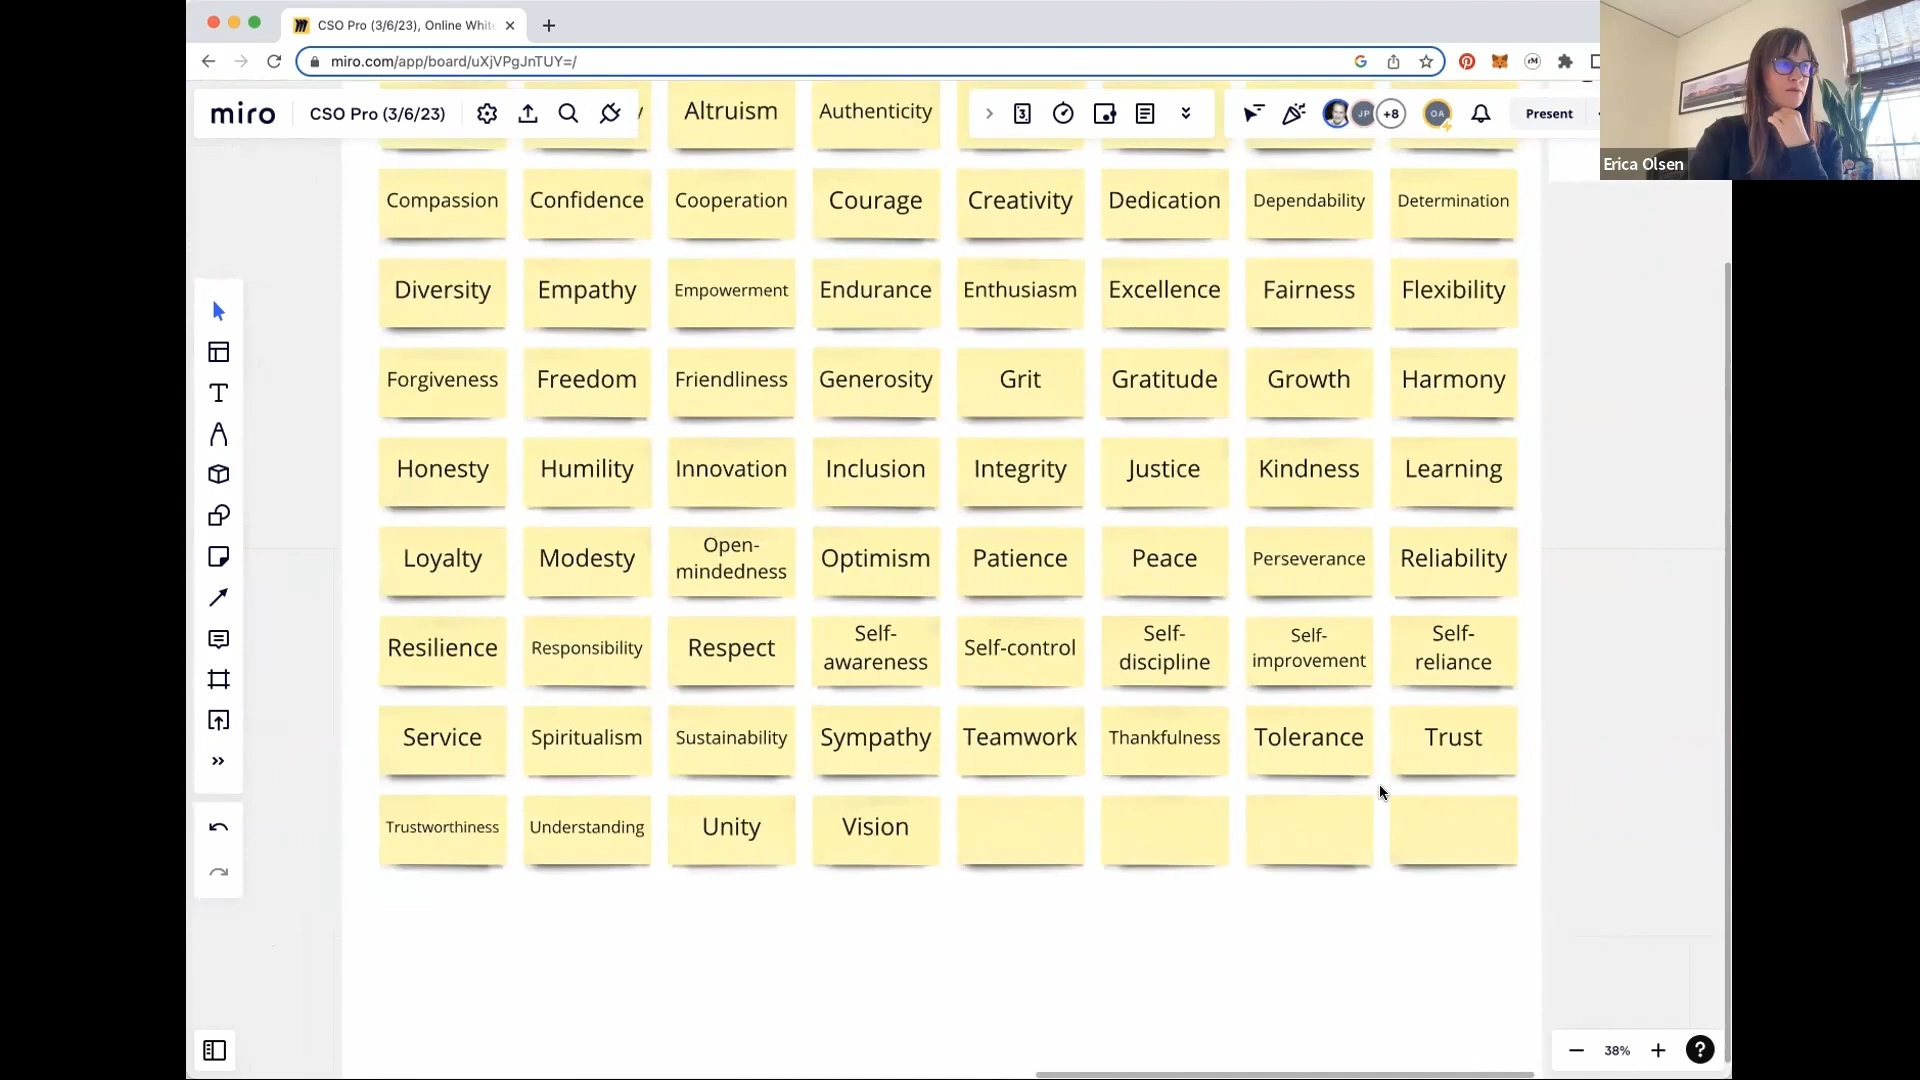 CSO Pro (3/6/23), Online Whit
miro.com/app/board/uXjVPgJnTUY=/
miro
CSO Pro (3/6/23)
Altruism
Authenticity
3
JP
+8
OA
Present
Erica Olsen
Compassion
Confidence
Cooperation
Courage
Creativity
Dedication
Dependability
Determination
Diversity
Empathy
Empowerment
Endurance
Enthusiasm
Excellence
Fairness
Flexibility
Forgiveness
Freedom
Friendliness
Generosity
Grit
Gratitude
Growth
Harmony
Honesty
Humility
Innovation
Inclusion
Integrity
Justice
Kindness
Learning
Loyalty
Modesty
Open-
mindedness
Optimism
Patience
Peace
Perseverance
Reliability
Resilience
Responsibility
Respect
Self-
awareness
Self-control
Self-
discipline
Self-
improvement
Self-
reliance
Service
Spiritualism
Sustainability
Sympathy
Teamwork
Thankfulness
Tolerance
Trust
Trustworthiness
Understanding
Unity
Vision
38%